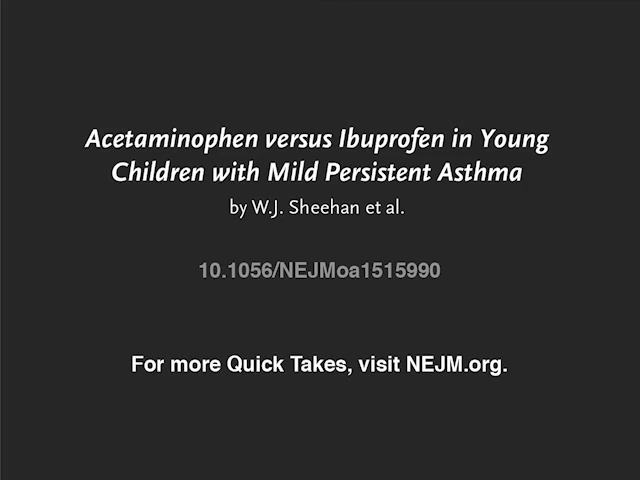 Acetaminophen versus Ibuprofen in Young
Children with Mild Persistent Asthma
by W.J. Sheehan et al.
10.1056/NEJMoa1515990
For more Quick Takes, visit NEJM.org.